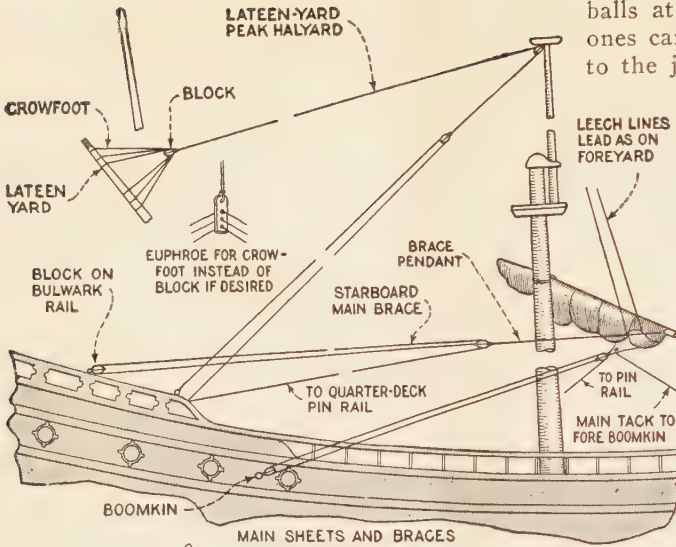 balls at
ones car
to the j
LATEEN-YARD
PEAK HALYARD
CROWFOOT
BLOCK
LATEEN
YARD
EUPHROE FOR CROW-
FOOT INSTEAD OF
BLOCK IF DESIRED
LEECH LINES
LEAD AS ON
FOREYARD
BLOCK ON
BULWARK
RAIL
BRACE
PENDANT
STARBOARD
MAIN BRACE
TO QUARTER-DECK
PIN RAIL
TO PIN
RAIL
MAIN TACK TO
FORE BOOMKIN
BOOMKIN
MAIN SHEETS AND BRACES